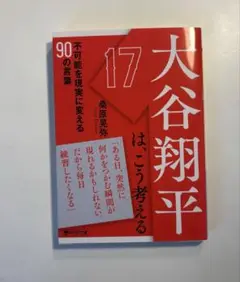 大谷翔平
は、こう考える
17
桑原晃弥
不可能を現実に変える
90の言葉
「ある日、突然に
何かをつかむ瞬間が
現れるかもしれない
だから毎日
練習したくなる」